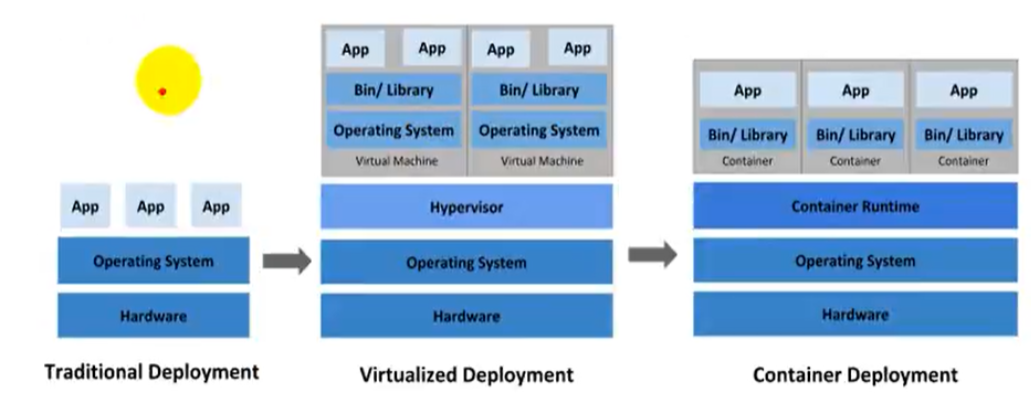 App App App
Operating System
Hardware
Traditional Deployment
App App App App
Bin/ Library Bin/ Library
Operating System Operating System
Virtual Machine Virtual Machine
Hypervisor
Operating System
Hardware
Virtualized Deployment
App App App
Bin/ Library Bin/ Library Bin/ Library
Container Container Container
Container Runtime
Operating System
Hardware
Container Deployment